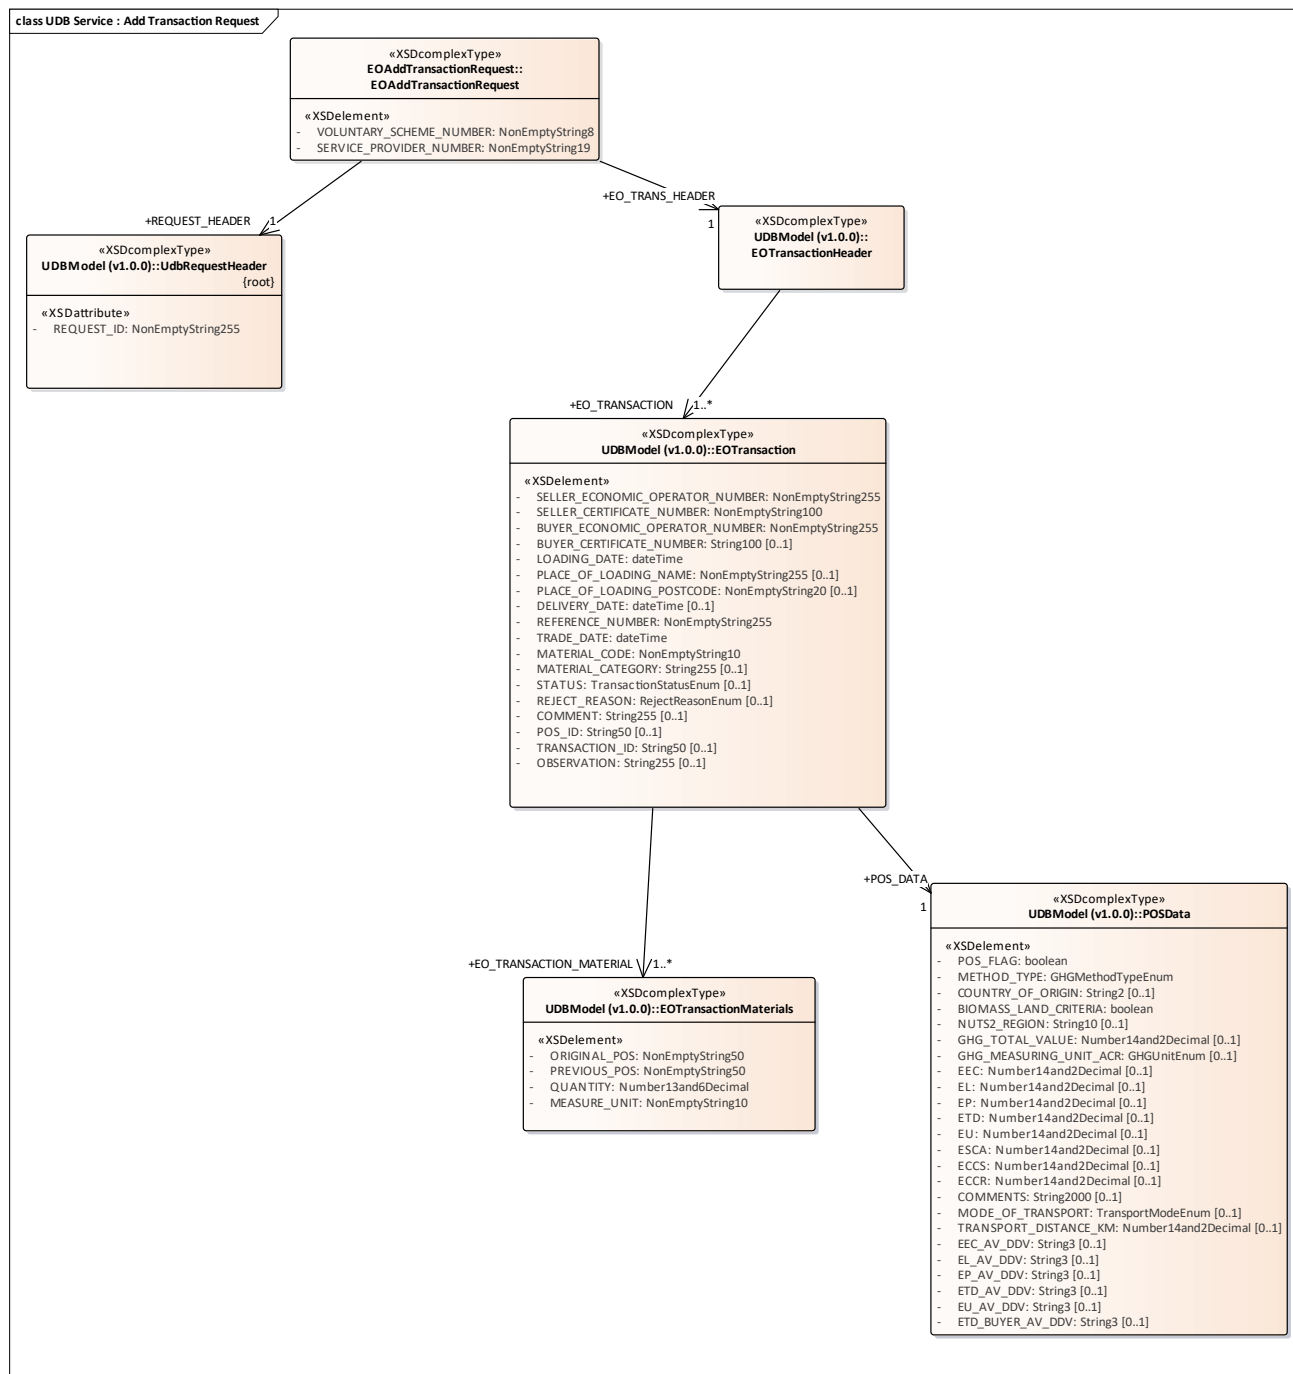 class UDB Service : Add Transaction Request
«XSDcomplexType»
EOAddTransactionRequest::
EOAddTransactionRequest
«XSDelement»
- VOLUNTARY_SCHEME_NUMBER: NonEmptyString8
- SERVICE_PROVIDER_NUMBER: NonEmptyString19
+REQUEST_HEADER
1
+EO_TRANS_HEADER
1
«XSDcomplexType»
UDBModel (v1.0.0)::UdbRequestHeader
{root}
«XSDattribute»
- REQUEST_ID: NonEmptyString255
«XSDcomplexType»
UDBModel (v1.0.0)::
EOTransactionHeader
+EO_TRANSACTION
1..*
«XSDcomplexType»
UDBModel (v1.0.0)::EOTransaction
«XSDelement»
- SELLER_ECONOMIC_OPERATOR_NUMBER: NonEmptyString255
- SELLER_CERTIFICATE_NUMBER: NonEmptyString100
- BUYER_ECONOMIC_OPERATOR_NUMBER: NonEmptyString255
- BUYER_CERTIFICATE_NUMBER: String100 [0..1]
- LOADING_DATE: dateTime
- PLACE_OF_LOADING_NAME: NonEmptyString255 [0..1]
- PLACE_OF_LOADING_POSTCODE: NonEmptyString20 [0..1]
- DELIVERY_DATE: dateTime [0..1]
- REFERENCE_NUMBER: NonEmptyString255
- TRADE_DATE: dateTime
- MATERIAL_CODE: NonEmptyString10
- MATERIAL_CATEGORY: String255 [0..1]
- STATUS: TransactionStatusEnum [0..1]
- REJECT_REASON: RejectReasonEnum [0..1]
- COMMENT: String255 [0..1]
- POS_ID: String50 [0..1]
- TRANSACTION_ID: String50 [0..1]
- OBSERVATION: String255 [0..1]
+EO_TRANSACTION_MATERIAL
1..*
+POS_DATA
1
«XSDcomplexType»
UDBModel (v1.0.0)::EOTransactionMaterials
«XSDelement»
- ORIGINAL_POS: NonEmptyString50
- PREVIOUS_POS: NonEmptyString50
- QUANTITY: Number13and6Decimal
- MEASURE_UNIT: NonEmptyString10
«XSDcomplexType»
UDBModel (v1.0.0)::POSData
«XSDelement»
- POS_FLAG: boolean
- METHOD_TYPE: GHGMethodTypeEnum
- COUNTRY_OF_ORIGIN: String2 [0..1]
- BIOMASS_LAND_CRITERIA: boolean
- NUTS2_REGION: String10 [0..1]
- GHG_TOTAL_VALUE: Number14and2Decimal [0..1]
- GHG_MEASURING_UNIT_ACR: GHGUnitEnum [0..1]
- EEC: Number14and2Decimal [0..1]
- EL: Number14and2Decimal [0..1]
- EP: Number14and2Decimal [0..1]
- ETD: Number14and2Decimal [0..1]
- EU: Number14and2Decimal [0..1]
- ESCA: Number14and2Decimal [0..1]
- ECCS: Number14and2Decimal [0..1]
- ECCR: Number14and2Decimal [0..1]
- COMMENTS: String2000 [0..1]
- MODE_OF_TRANSPORT: TransportModeEnum [0..1]
- TRANSPORT_DISTANCE_KM: Number14and2Decimal [0..1]
- EEC_AV_DDV: String3 [0..1]
- EL_AV_DDV: String3 [0..1]
- EP_AV_DDV: String3 [0..1]
- ETD_AV_DDV: String3 [0..1]
- EU_AV_DDV: String3 [0..1]
- ETD_BUYER_AV_DDV: String3 [0..1]